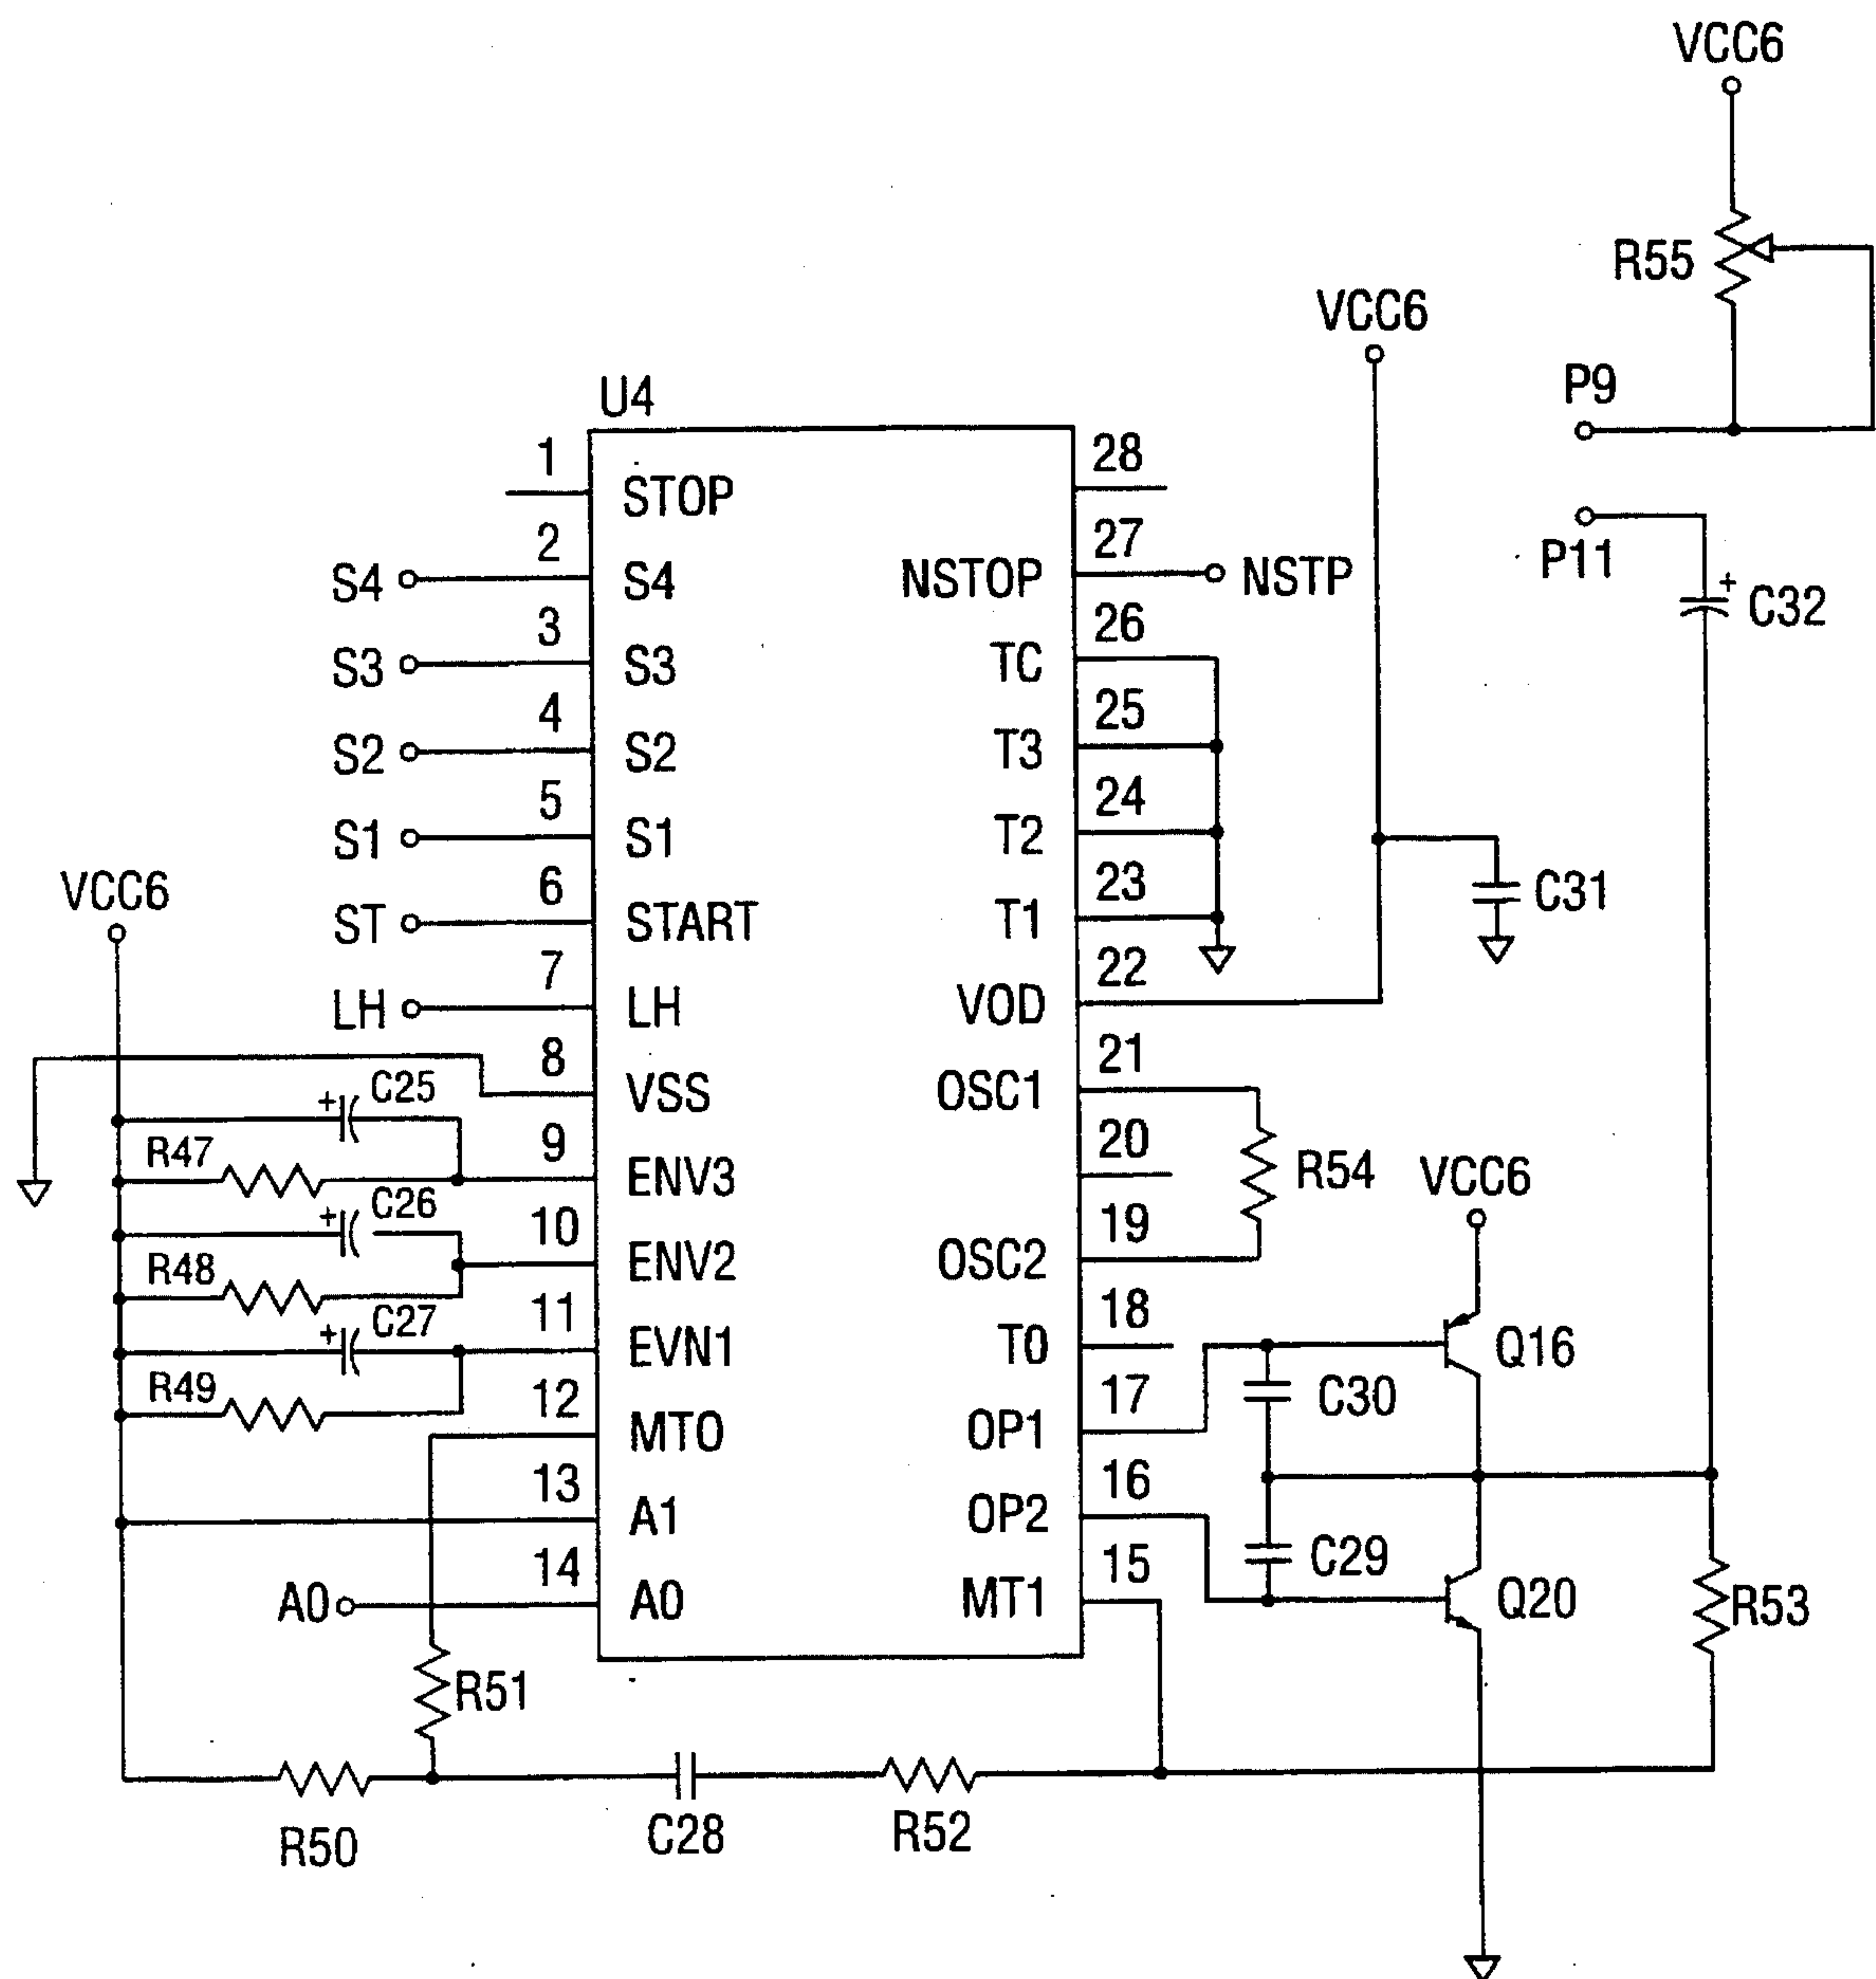 VCC6
R55
VCC6
P9
U4
1
28
STOP
P11
2
27
S4
S4
NSTOP
NSTP
+
C32
3
26
S3
S3
TC
4
25
S2
S2
T3
5
24
S1
S1
T2
VCC6
C31
6
23
ST
START
T1
7
22
LH
LH
VOD
8
21
+
C25
VSS
OSC1
R47
9
20
R54
VCC6
ENV3
+
C26
10
19
R48
ENV2
OSC2
+
C27
11
18
EVN1
T0
Q16
R49
12
17
C30
MTO
OP1
13
16
A1
OP2
C29
14
15
A0
A0
MT1
Q20
R53
R51
R50
C28
R52